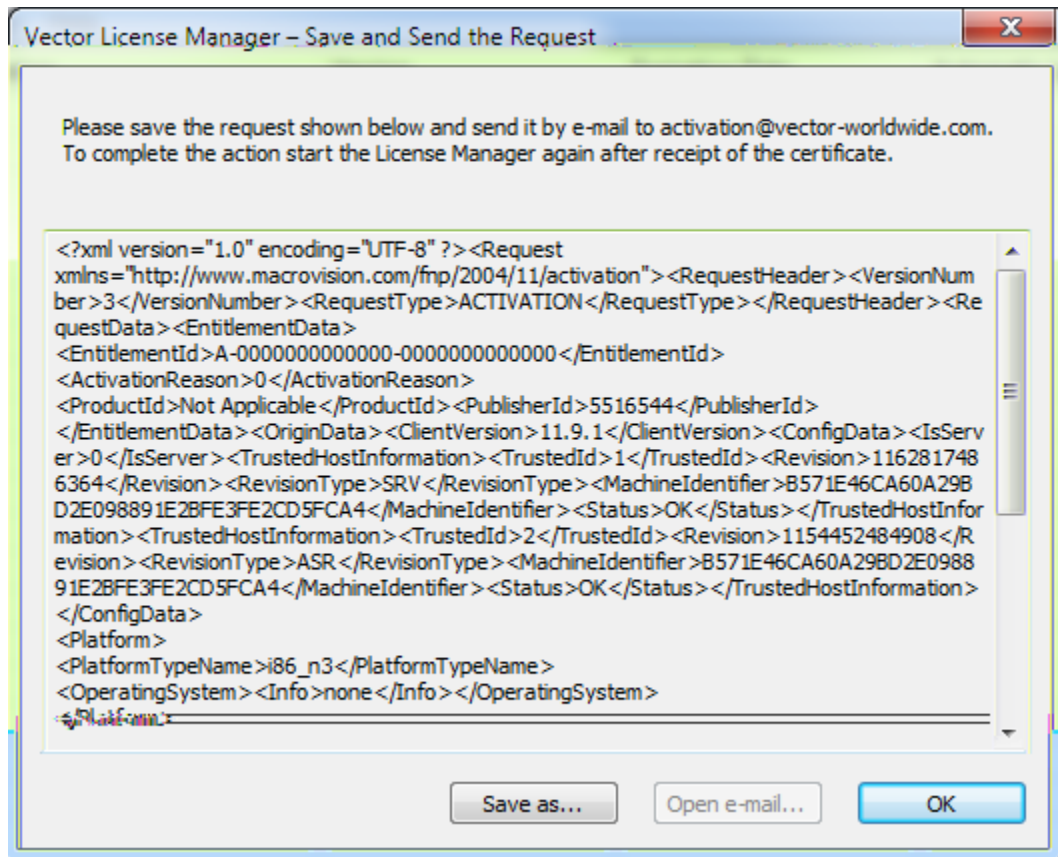 Vector License Manager – Save and Send the Request
Please save the request shown below and send it by e-mail to activation@vector-worldwide.com.
To complete the action start the License Manager again after receipt of the certificate.
<?xml version="1.0" encoding="UTF-8" ?><Request
xmlns="http://www.macrovision.com/fnp/2004/11/activation"><RequestHeader><VersionNum
ber>3</VersionNumber><RequestType>ACTIVATION</RequestType></RequestHeader><Re
questData><EntitlementData>
<EntitlementId>A-0000000000000-0000000000000</EntitlementId>
<ActivationReason>0</ActivationReason>
<ProductId>Not Applicable</ProductId><PublisherId>5516544</PublisherId>
</EntitlementData><OriginData><ClientVersion>11.9.1</ClientVersion><ConfigData><IsServ
er>0</IsServer><TrustedHostInformation><TrustedId>1</TrustedId><Revision>116281748
6364</Revision><RevisionType>SRV</RevisionType><MachineIdentifier>B571E46CA60A29B
D2E098891E2BFE3FE2CD5FCA4</MachineIdentifier><Status>OK</Status></TrustedHostInfor
mation><TrustedHostInformation><TrustedId>2</TrustedId><Revision>1154452484908</R
evision><RevisionType>ASR</RevisionType><MachineIdentifier>B571E46CA60A29BD2E0988
91E2BFE3FE2CD5FCA4</MachineIdentifier><Status>OK</Status></TrustedHostInformation>
</ConfigData>
<Platform>
<PlatformTypeName>i86_n3</PlatformTypeName>
<OperatingSystem><Info>none</Info></OperatingSystem>
</Platform>
Save as...
Open e-mail...
OK